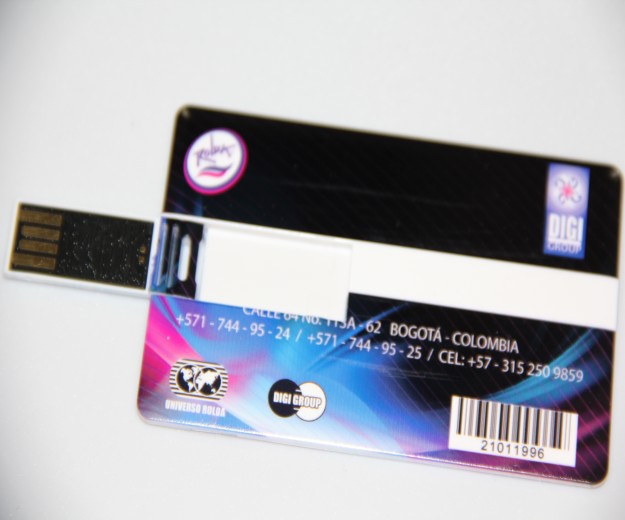 DIGI
GROUP
CALLE 64 No. 115A - 62 BOGOTÁ - COLOMBIA
+571 - 744 - 95 - 24 / +571 - 744 - 95 - 25 / CEL: +57 - 315 250 9859
UNIVERSO ROLDA
DIGI GROUP
21011996